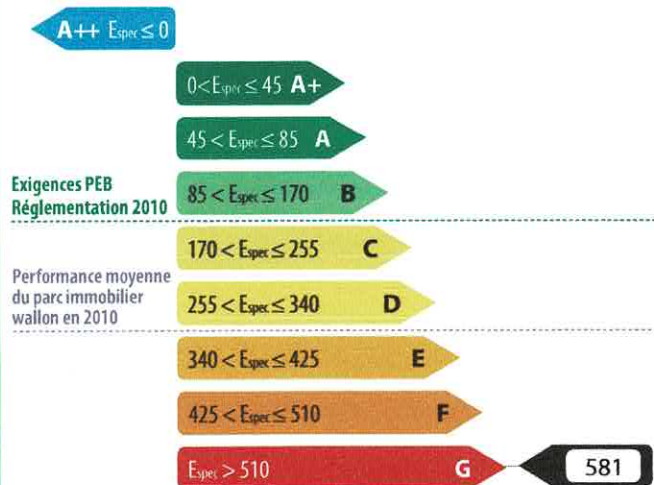 A++ Espec ≤ 0
0 < Espec ≤ 45 A+
45 < Espec ≤ 85 A
Exigences PEB
Réglementation 2010
85 < Espec ≤ 170 B
170 < Espec ≤ 255 C
Performance moyenne
du parc immobilier
wallon en 2010
255 < Espec ≤ 340 D
340 < Espec ≤ 425 E
425 < Espec ≤ 510 F
Espec > 510 G 581